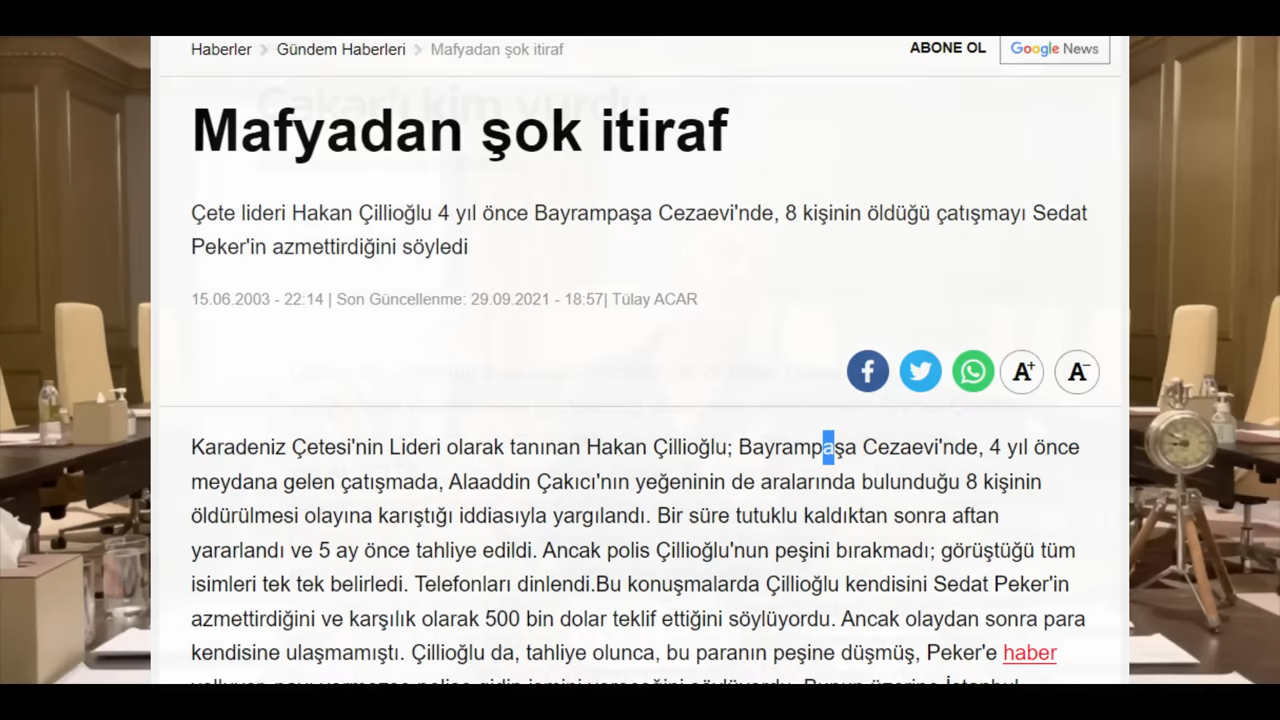 Haberler > Gündem Haberleri > Mafyadan şok itiraf
ABONE OL Google News
Mafyadan şok itiraf
Çete lideri Hakan Çillioğlu 4 yıl önce Bayrampaşa Cezaevi'nde, 8 kişinin öldüğü çatışmayı Sedat
Peker'in azmettirdiğini söyledi
15.06.2003 - 22:14 | Son Güncellenme: 29.09.2021 - 18:57| Tülay ACAR
A+ A-
Karadeniz Çetesi'nin Lideri olarak tanınan Hakan Çillioğlu; Bayrampaşa Cezaevi'nde, 4 yıl önce
meydana gelen çatışmada, Alaaddin Çakıcı'nın yeğeninin de aralarında bulunduğu 8 kişinin
öldürülmesi olayına karıştığı iddiasıyla yargılandı. Bir süre tutuklu kaldıktan sonra aftan
yararlandı ve 5 ay önce tahliye edildi. Ancak polis Çillioğlu'nun peşini bırakmadı; görüştüğü tüm
isimleri tek tek belirledi. Telefonları dinlendi.Bu konuşmalarda Çillioğlu kendisini Sedat Peker'in
azmettirdiğini ve karşılık olarak 500 bin dolar teklif ettiğini söylüyordu. Ancak olaydan sonra para
kendisine ulaşmamıştı. Çillioğlu da, tahliye olunca, bu paranın peşine düşmüş, Peker'e haber